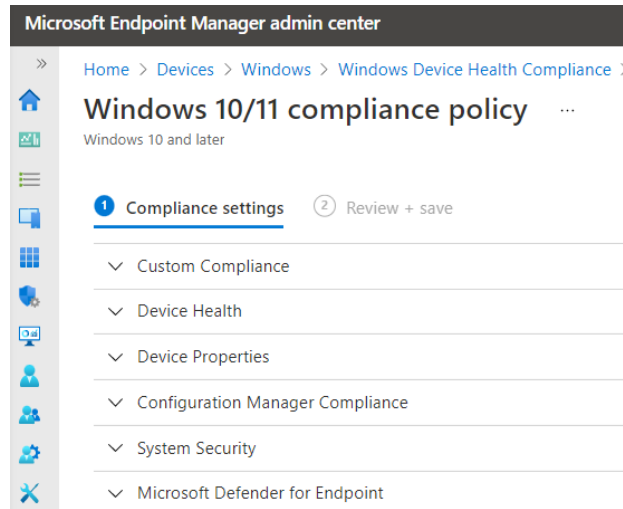 Microsoft Endpoint Manager admin center
Home > Devices > Windows > Windows Device Health Compliance >
Windows 10/11 compliance policy ...
Windows 10 and later
1 Compliance settings 2 Review + save
Custom Compliance
Device Health
Device Properties
Configuration Manager Compliance
System Security
Microsoft Defender for Endpoint